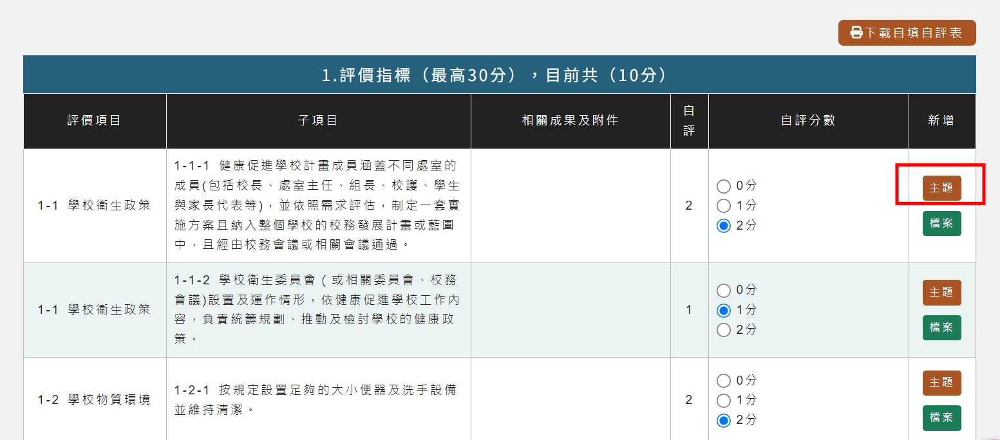 下載自填自評表
1.評價指標（最高30分），目前共（10分）
評價項目
子項目
相關成果及附件
自
評
自評分數
新增
1-1 學校衛生政策
1-1-1 健康促進學校計畫成員涵蓋不同處室的
成員(包括校長、處室主任、組長、校護、學生
與家長代表等)，並依照需求評估，制定一套實
施方案且納入整個學校的校務發展計畫或藍圖
中，且經由校務會議或相關會議通過。
2
0分
1分
2分
主題
檔案
1-1 學校衛生政策
1-1-2 學校衛生委員會 ( 或相關委員會、校務
會議)設置及運作情形，依健康促進學校工作內
容，負責統籌規劃、推動及檢討學校的健康政
策。
1
0分
1分
2分
主題
檔案
1-2 學校物質環境
1-2-1 按規定設置足夠的大小便器及洗手設備
並維持清潔。
2
0分
1分
2分
主題
檔案